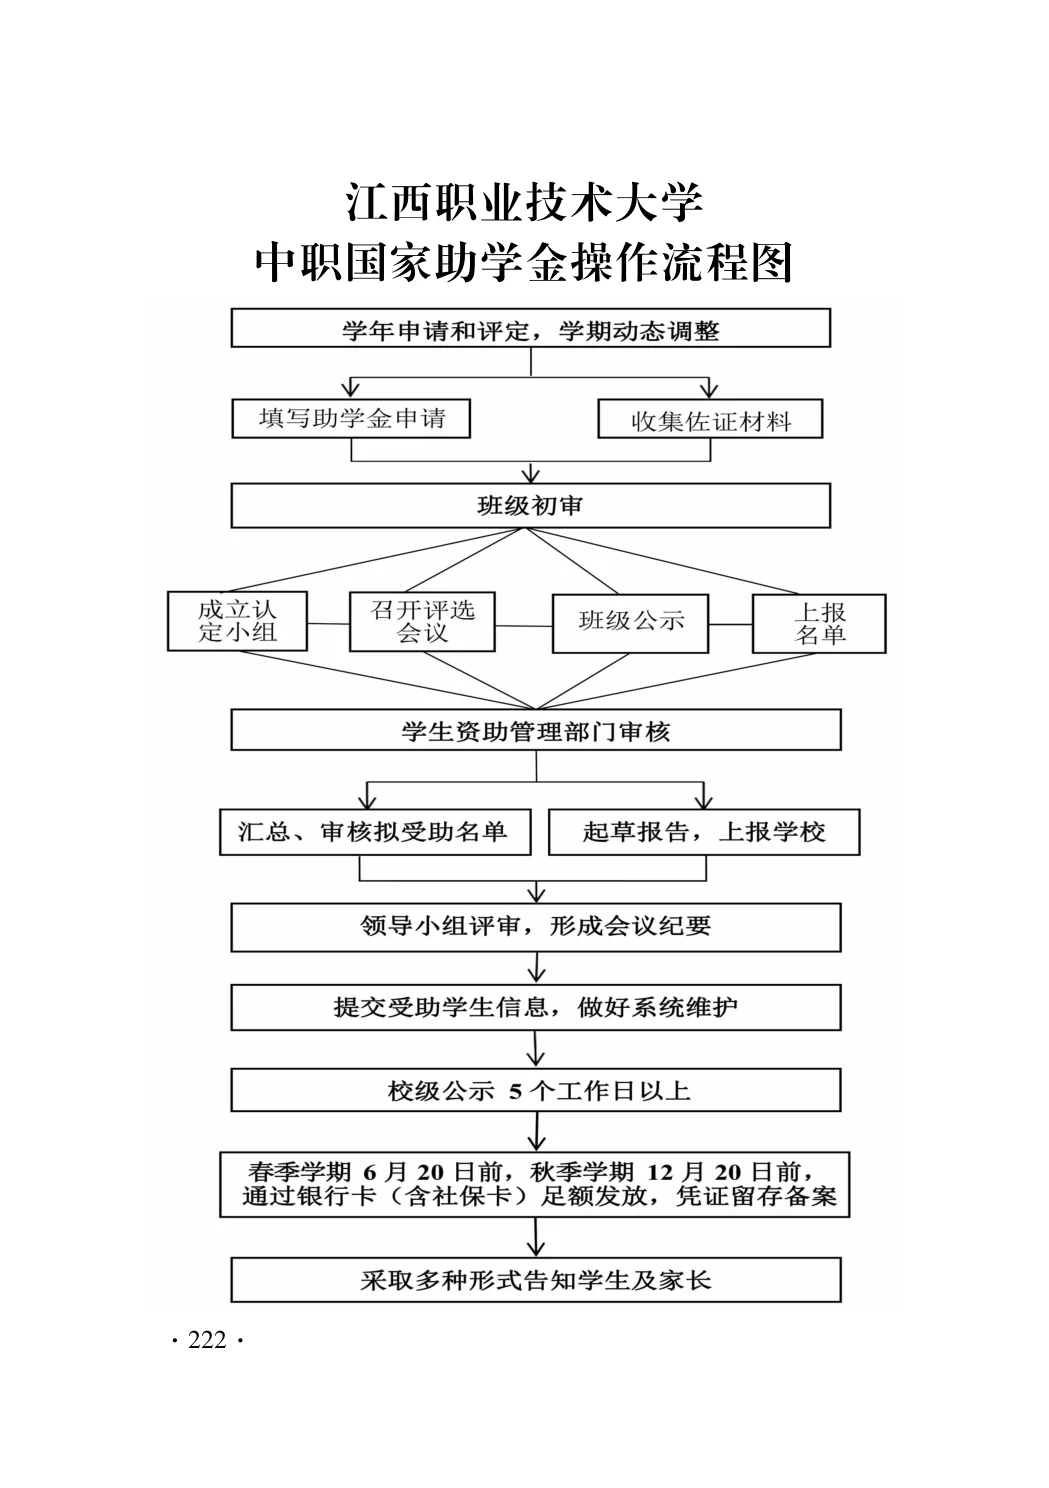 江西职业技术大学
中职国家助学金操作流程图
学年申请和评定，学期动态调整
填写助学金申请
收集佐证材料
班级初审
成立认
定小组
召开评选
会议
班级公示
上报
名单
学生资助管理部门审核
汇总、审核拟受助名单
起草报告，上报学校
领导小组评审，形成会议纪要
提交受助学生信息，做好系统维护
校级公示 5 个工作日以上
春季学期 6 月 20 日前，秋季学期 12 月 20 日前，
通过银行卡（含社保卡）足额发放，凭证留存备案
采取多种形式告知学生及家长
· 222 ·